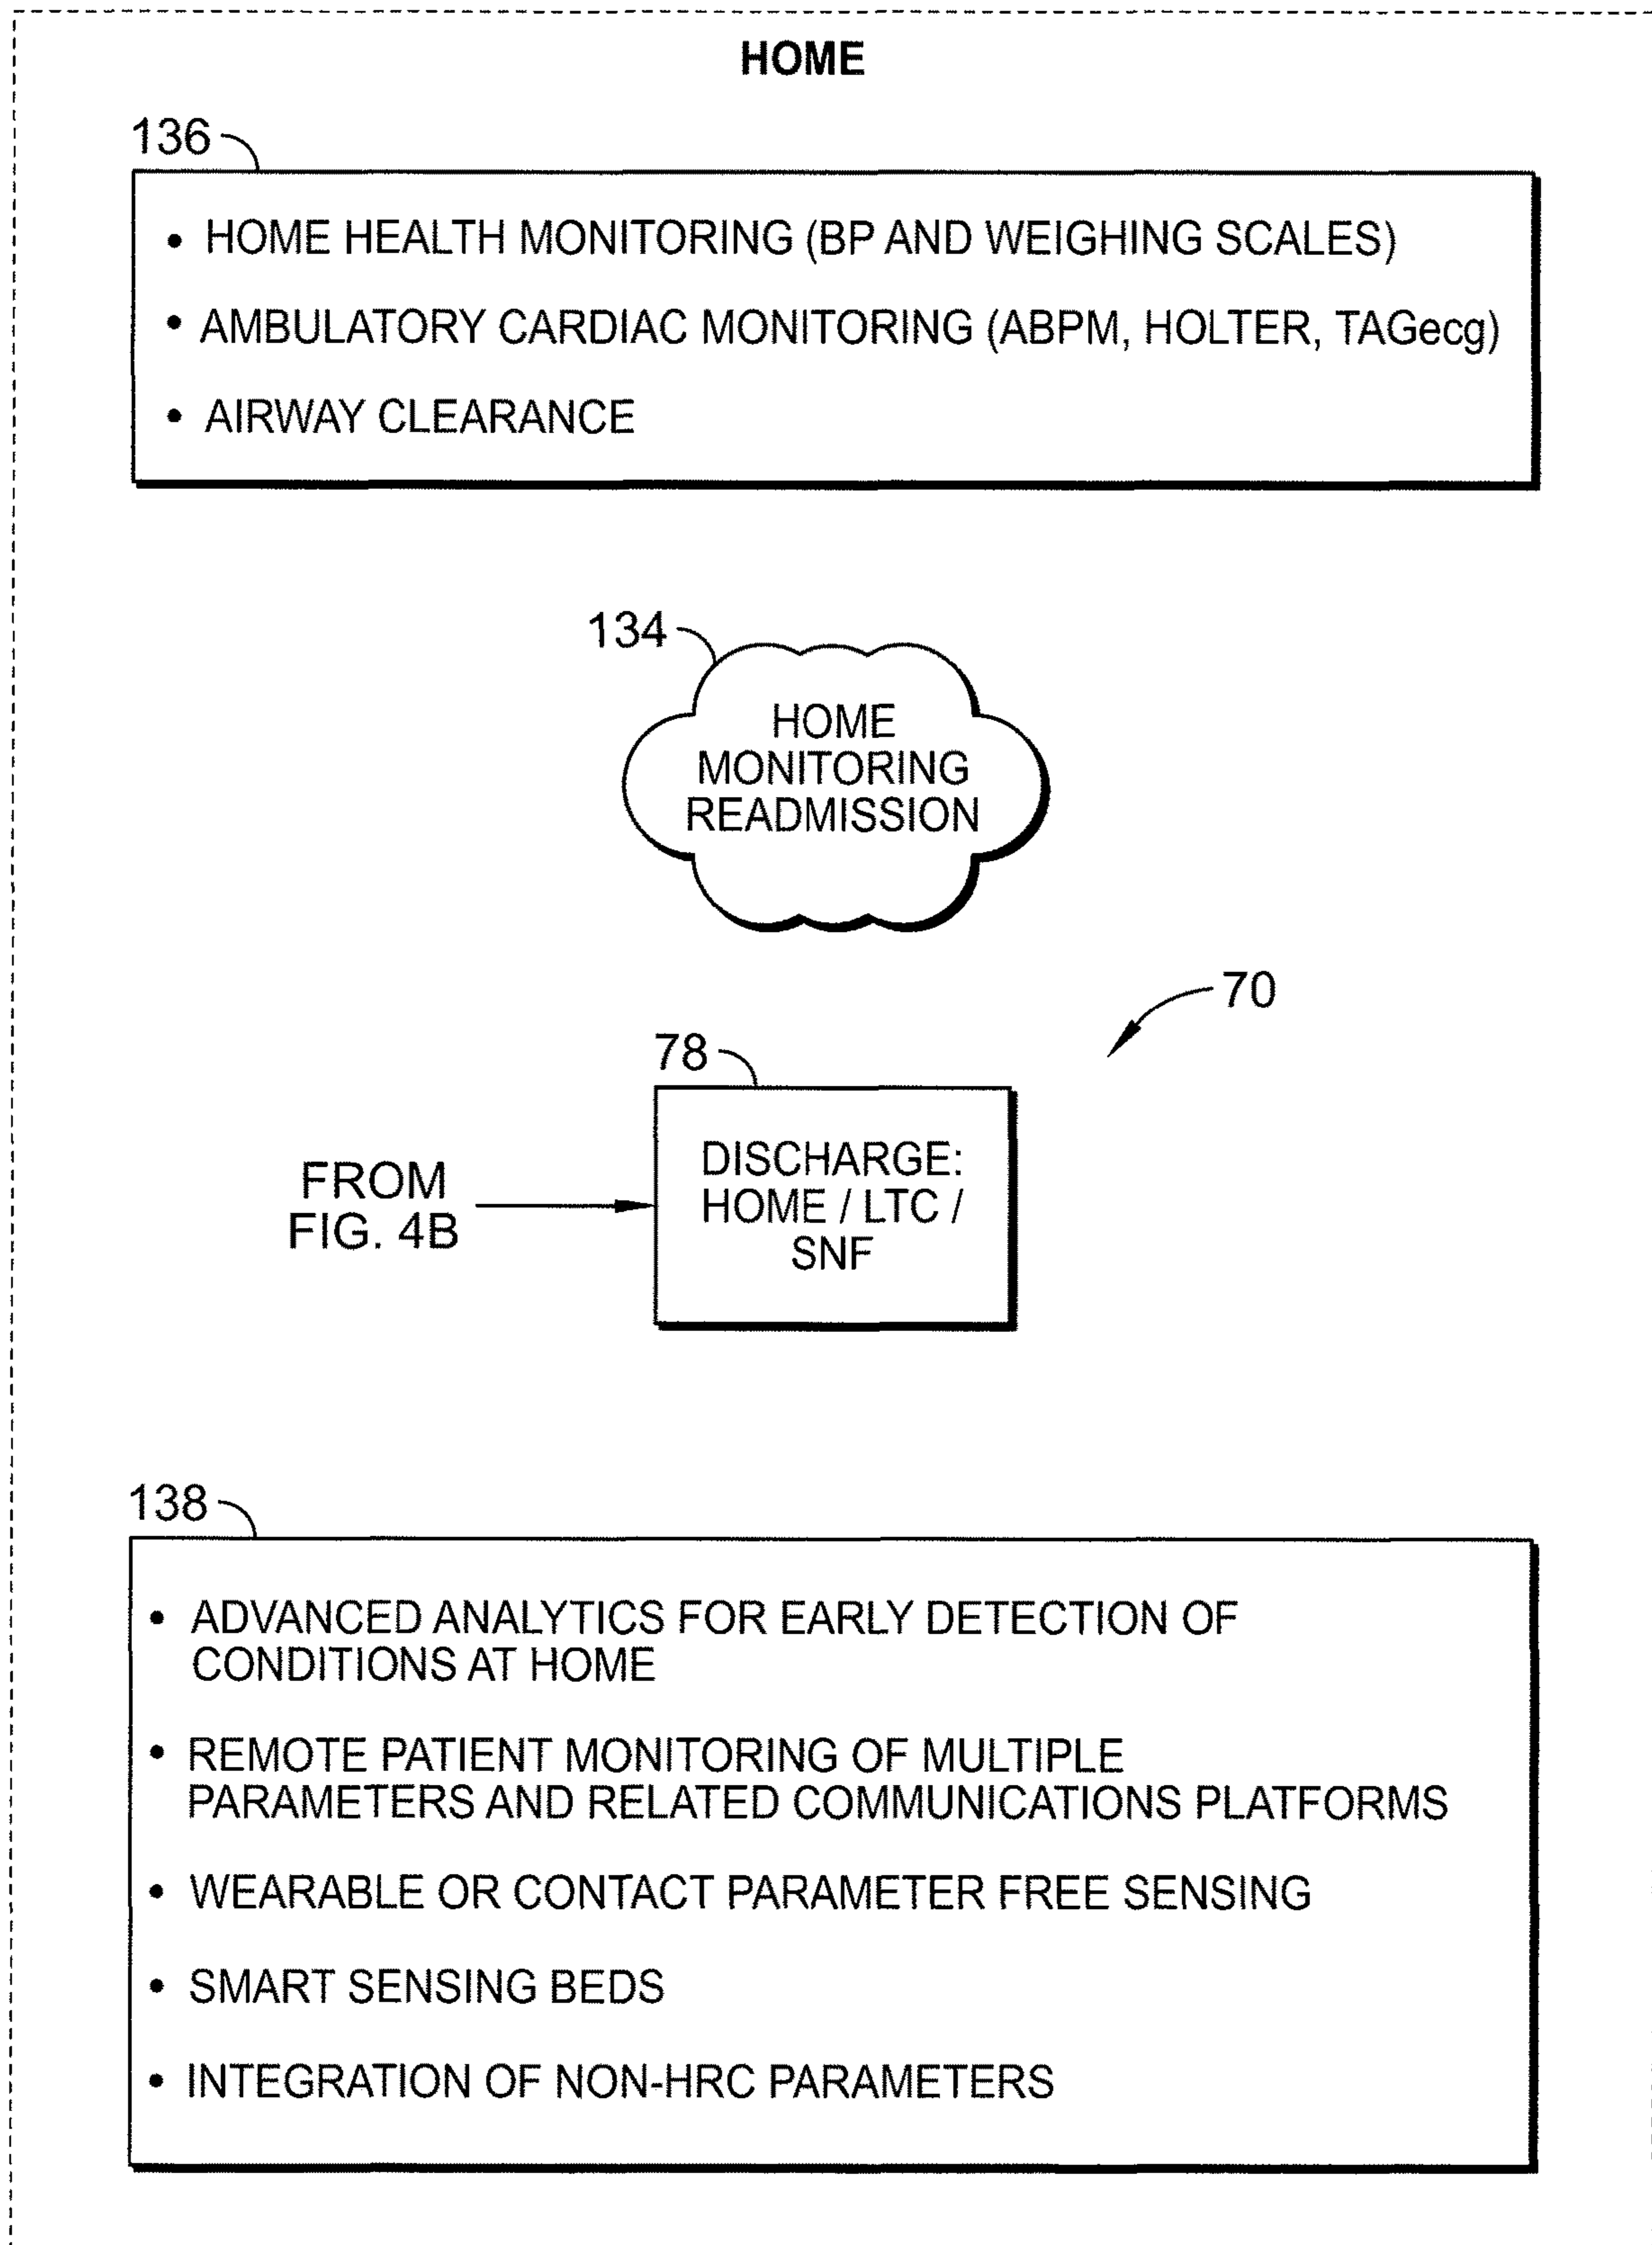 HOME
136
• HOME HEALTH MONITORING (BP AND WEIGHING SCALES)
• AMBULATORY CARDIAC MONITORING (ABPM, HOLTER, TAGecg)
• AIRWAY CLEARANCE
134
HOME
MONITORING
READMISSION
70
78
DISCHARGE:
HOME / LTC /
SNF
FROM
FIG. 4B
138
• ADVANCED ANALYTICS FOR EARLY DETECTION OF
CONDITIONS AT HOME
• REMOTE PATIENT MONITORING OF MULTIPLE
PARAMETERS AND RELATED COMMUNICATIONS PLATFORMS
• WEARABLE OR CONTACT PARAMETER FREE SENSING
• SMART SENSING BEDS
• INTEGRATION OF NON-HRC PARAMETERS